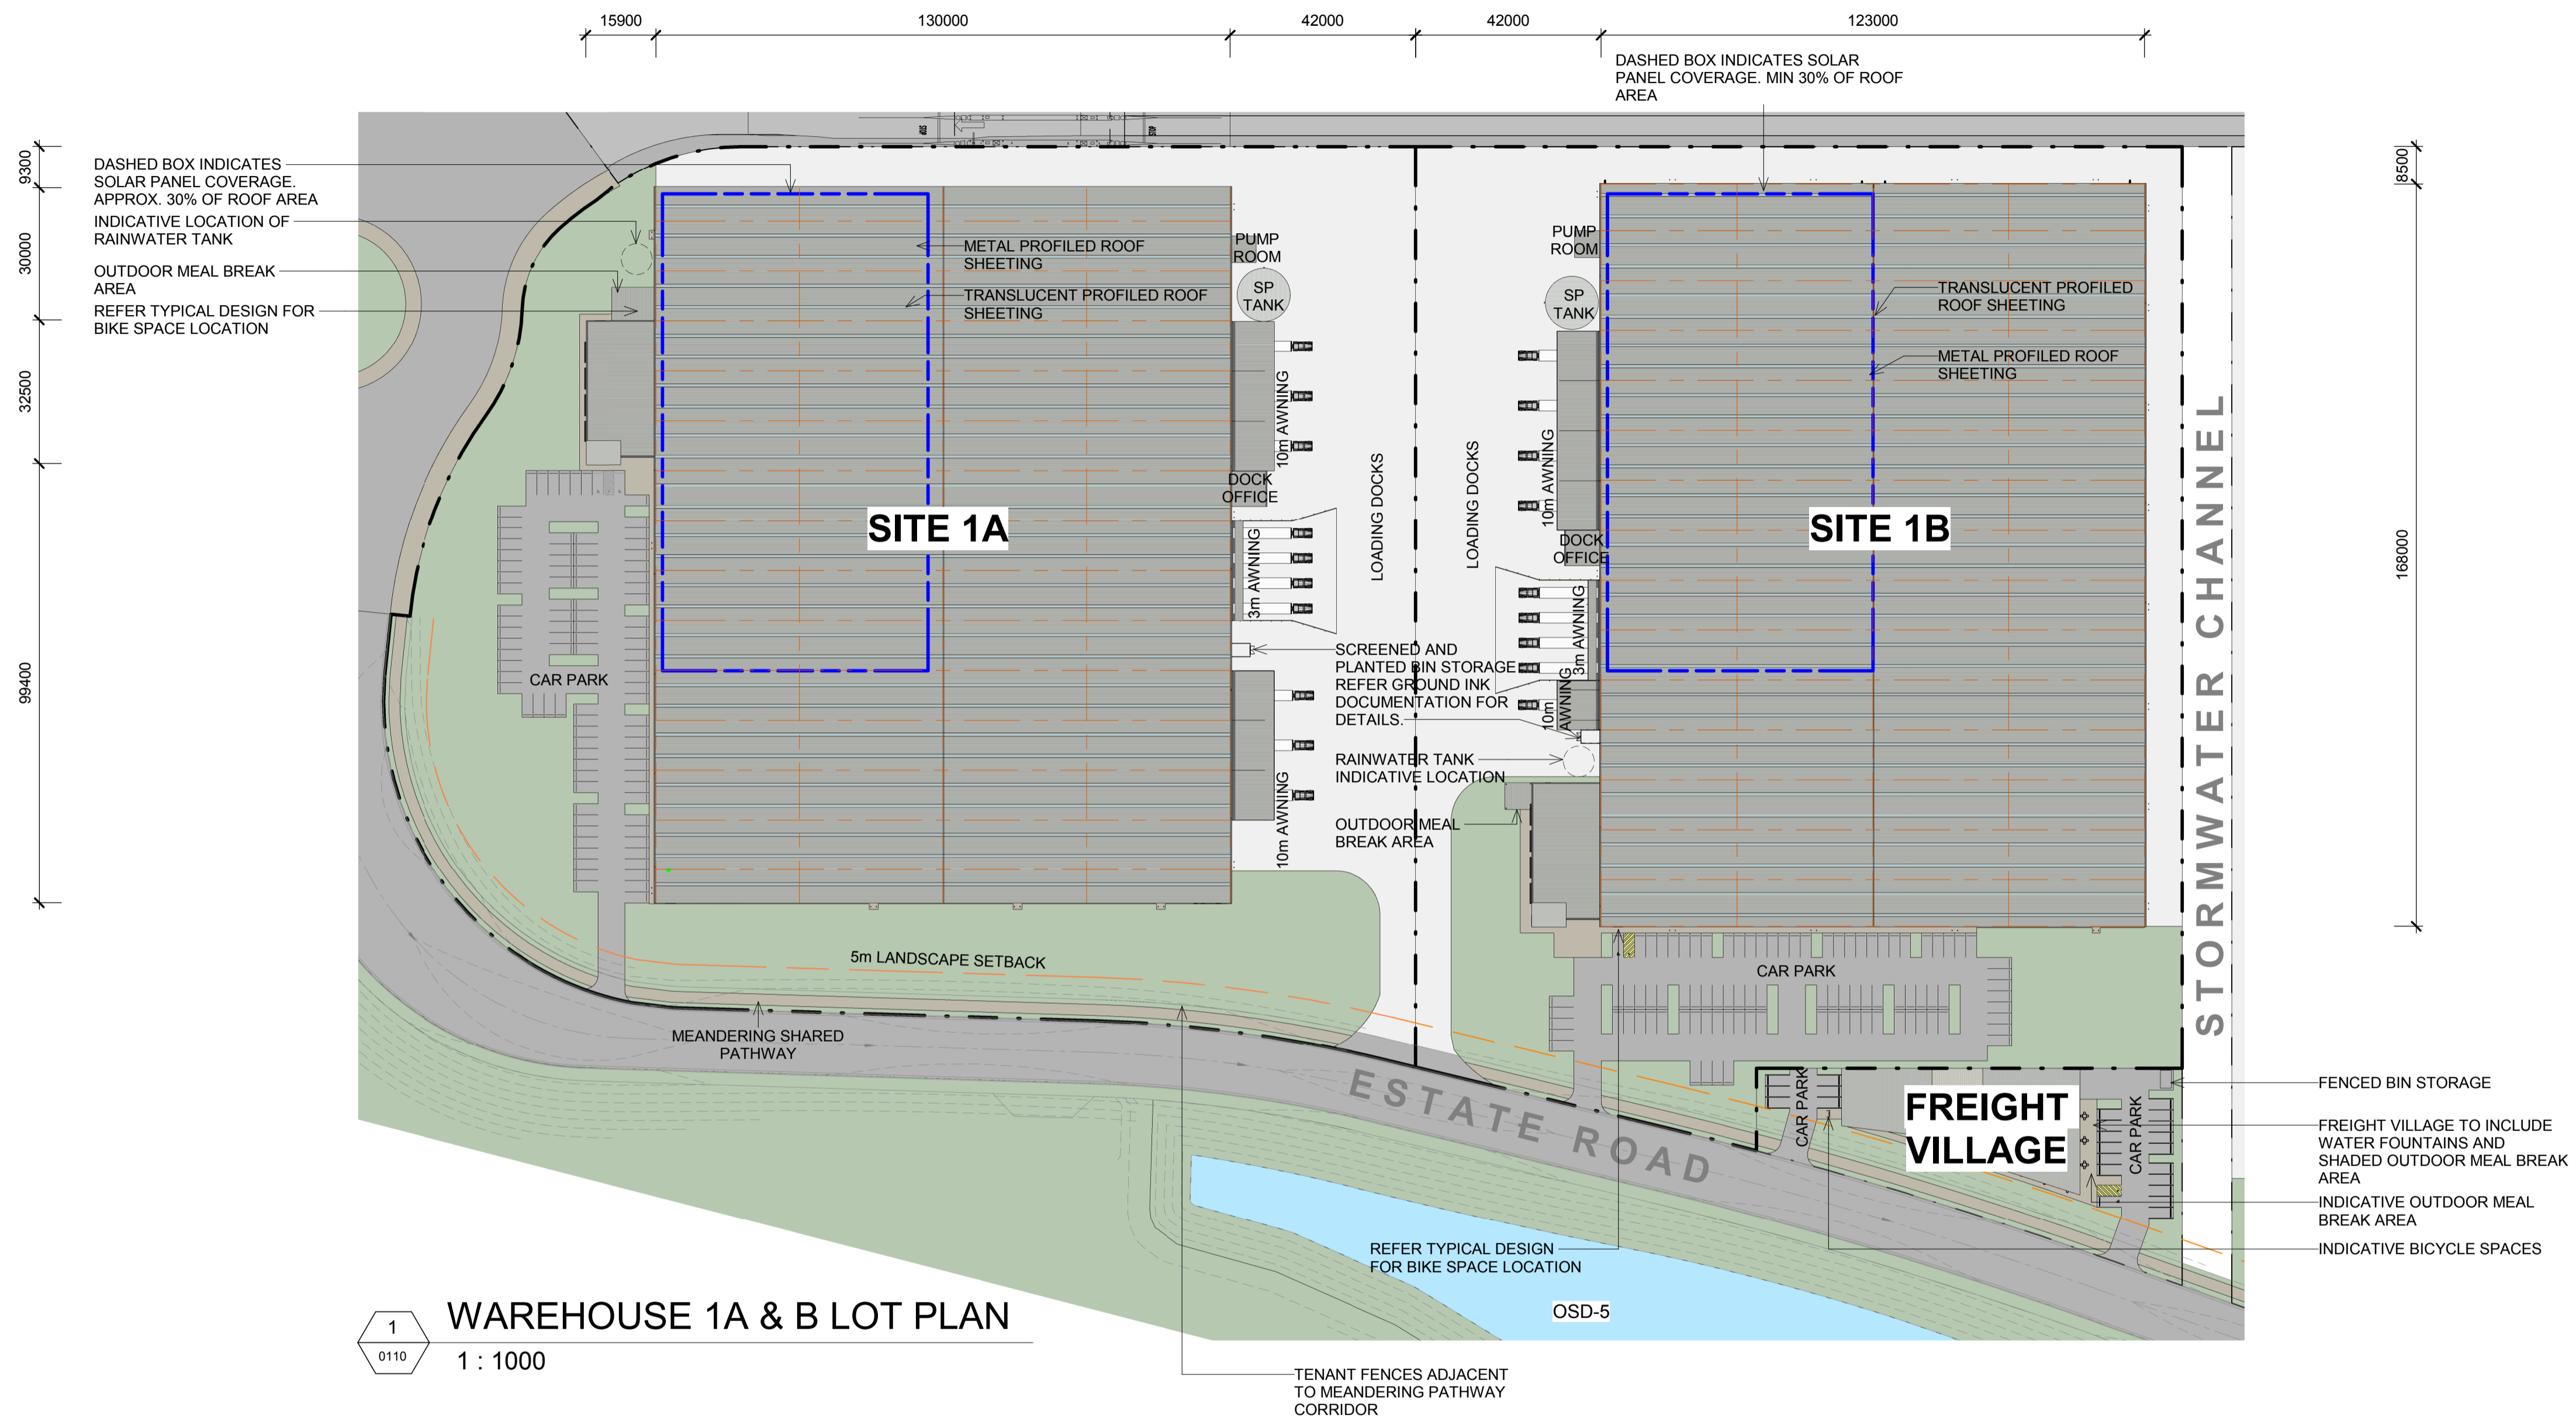 15900
130000
42000
42000
123000
DASHED BOX INDICATES SOLAR
PANEL COVERAGE. MIN 30% OF ROOF
AREA
9300
30000
32500
99400
8500
168000
DASHED BOX INDICATES
SOLAR PANEL COVERAGE.
APPROX. 30% OF ROOF AREA
INDICATIVE LOCATION OF
RAINWATER TANK
OUTDOOR MEAL BREAK
AREA
REFER TYPICAL DESIGN FOR
BIKE SPACE LOCATION
STOP
STOP
METAL PROFILED ROOF
SHEETING
TRANSLUCENT PROFILED ROOF
SHEETING
SITE 1A
PUMP
ROOM
SP
TANK
10m AWNING
DOCK
OFFICE
3m AWNING
10m AWNING
LOADING DOCKS
LOADING DOCKS
PUMP
ROOM
SP
TANK
10m AWNING
DOCK
OFFICE
3m AWNING
10m
AWNING
TRANSLUCENT PROFILED
ROOF SHEETING
METAL PROFILED ROOF
SHEETING
SITE 1B
STORMWATER CHANNEL
SCREENED AND
PLANTED BIN STORAGE
REFER GROUND INK
DOCUMENTATION FOR
DETAILS.
RAINWATER TANK
INDICATIVE LOCATION
OUTDOOR MEAL
BREAK AREA
CAR PARK
5m LANDSCAPE SETBACK
MEANDERING SHARED
PATHWAY
CAR PARK
ESTATE ROAD
CAR PARK
FREIGHT
VILLAGE
CAR PARK
FENCED BIN STORAGE
FREIGHT VILLAGE TO INCLUDE
WATER FOUNTAINS AND
SHADED OUTDOOR MEAL BREAK
AREA
INDICATIVE OUTDOOR MEAL
BREAK AREA
INDICATIVE BICYCLE SPACES
REFER TYPICAL DESIGN
FOR BIKE SPACE LOCATION
OSD-5
TENANT FENCES ADJACENT
TO MEANDERING PATHWAY
CORRIDOR
1
0110
WAREHOUSE 1A & B LOT PLAN
1 : 1000